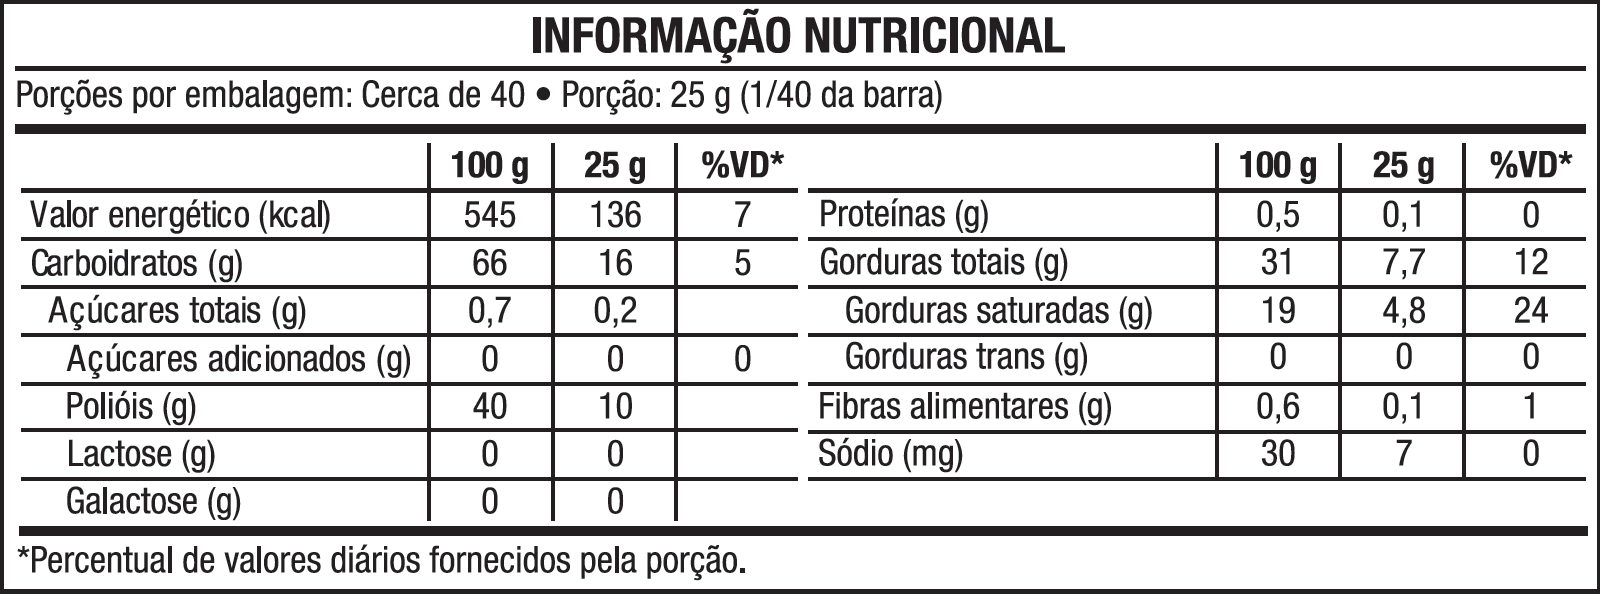 INFORMAÇÃO NUTRICIONAL
Porções por embalagem: Cerca de 40 • Porção: 25 g (1/40 da barra)
100 g 25 g %VD*
Valor energético (kcal) 545 136 7
Carboidratos (g) 66 16 5
Açúcares totais (g) 0,7 0,2
Açúcares adicionados (g) 0 0 0
Polióis (g) 40 10
Lactose (g) 0 0
Galactose (g) 0 0
100 g 25 g %VD*
Proteínas (g) 0,5 0,1 0
Gorduras totais (g) 31 7,7 12
Gorduras saturadas (g) 19 4,8 24
Gorduras trans (g) 0 0 0
Fibras alimentares (g) 0,6 0,1 1
Sódio (mg) 30 7 0
*Percentual de valores diários fornecidos pela porção.